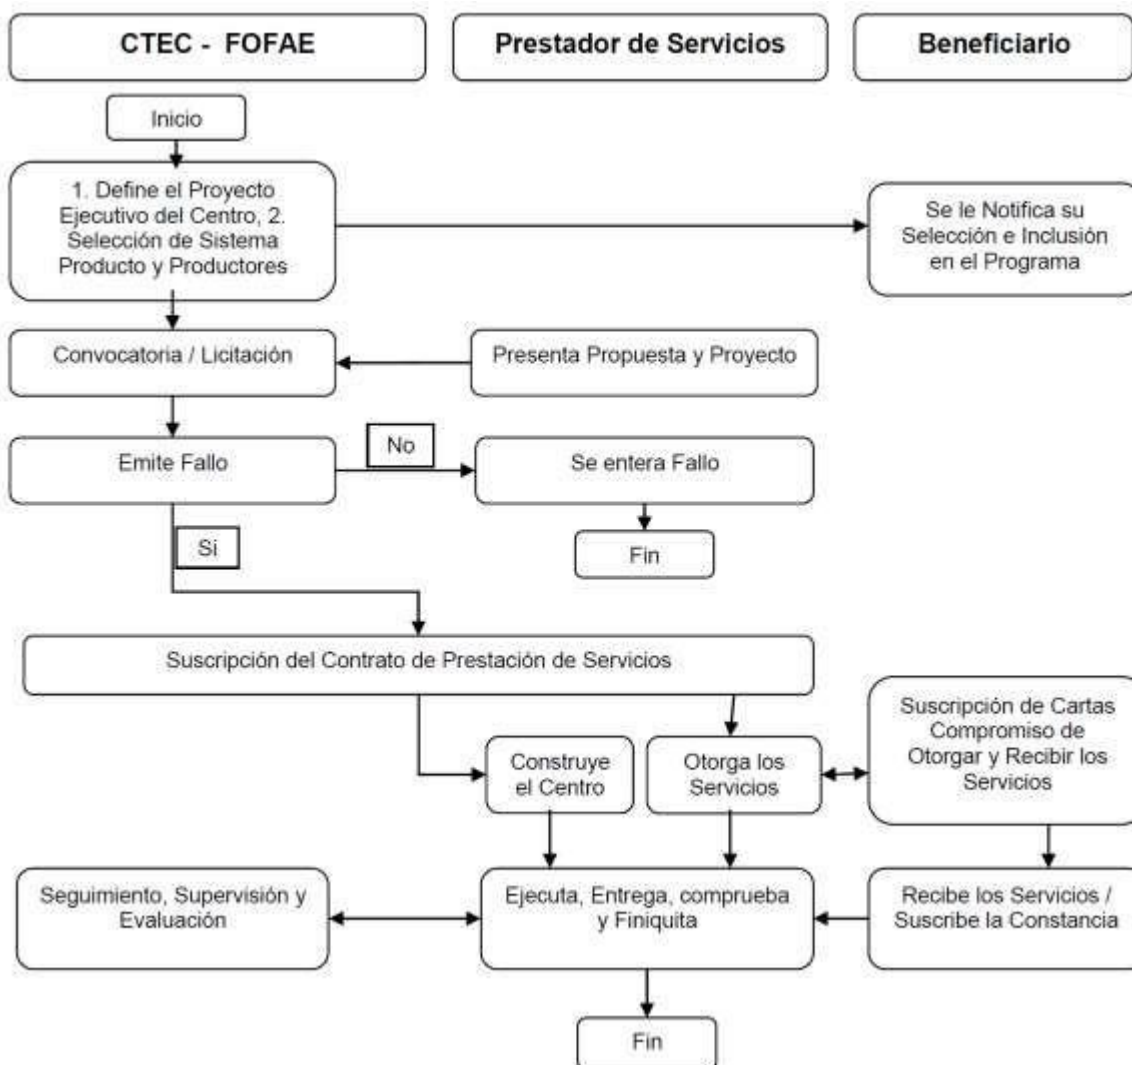 CTEC - FOFAE
Prestador de Servicios
Beneficiario
Inicio
1. Define el Proyecto
Ejecutivo del Centro, 2.
Selección de Sistema
Producto y Productores
Se le Notifica su
Selección e Inclusión
en el Programa
Convocatoria / Licitación
Presenta Propuesta y Proyecto
Emite Fallo
No
Se entera Fallo
Si
Fin
Suscripción del Contrato de Prestación de Servicios
Construye
el Centro
Otorga los
Servicios
Suscripción de Cartas
Compromiso de
Otorgar y Recibir los
Servicios
Seguimiento, Supervisión y
Evaluación
Ejecuta, Entrega, comprueba
y Finiquita
Recibe los Servicios /
Suscribe la Constancia
Fin